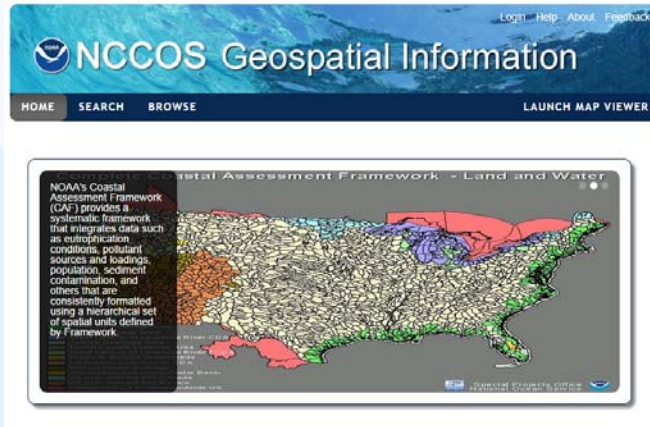 Login Help About Feedback
NCCOS Geospatial Information
HOME SEARCH BROWSE LAUNCH MAP VIEWER
Complete Coastal Assessment Framework - Land and Water
NOAA's Coastal
Assessment Framework
(CAF) provides a
systematic framework
that integrates data such
as eutrophication
conditions, pollutant
sources and loadings,
population, sediment
contamination, and
others that are
consistently formatted
using a hierarchical set
of spatial units defined
by Framework.
Special Projects Office
National Ocean Service